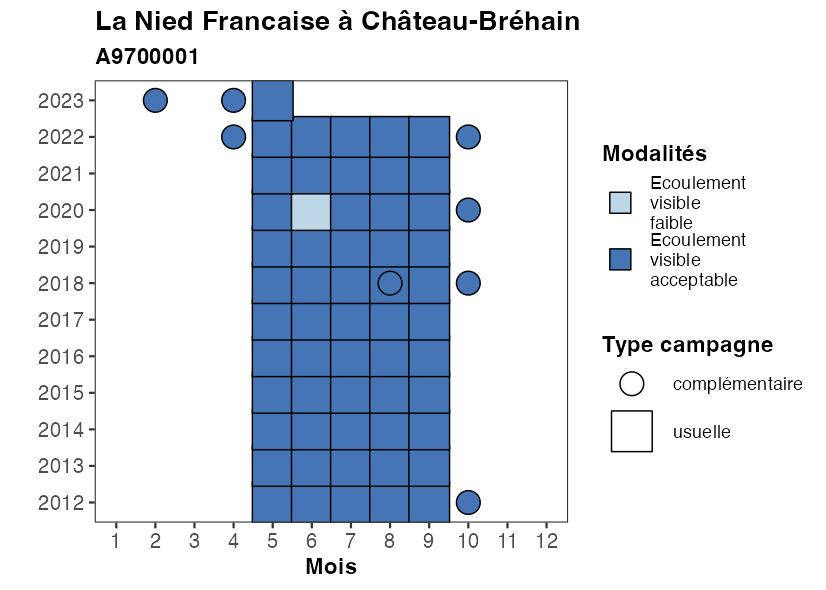 La Nied Francaise à Château-Bréhain
A9700001
2023
2022
2021
2020
2019
2018
2017
2016
2015
2014
2013
2012
1 2 3 4 5 6 7 8 9 10 11 12
Mois
Modalités
Ecoulement
visible
faible
Ecoulement
visible
acceptable
Type campagne
complémentaire
usuelle